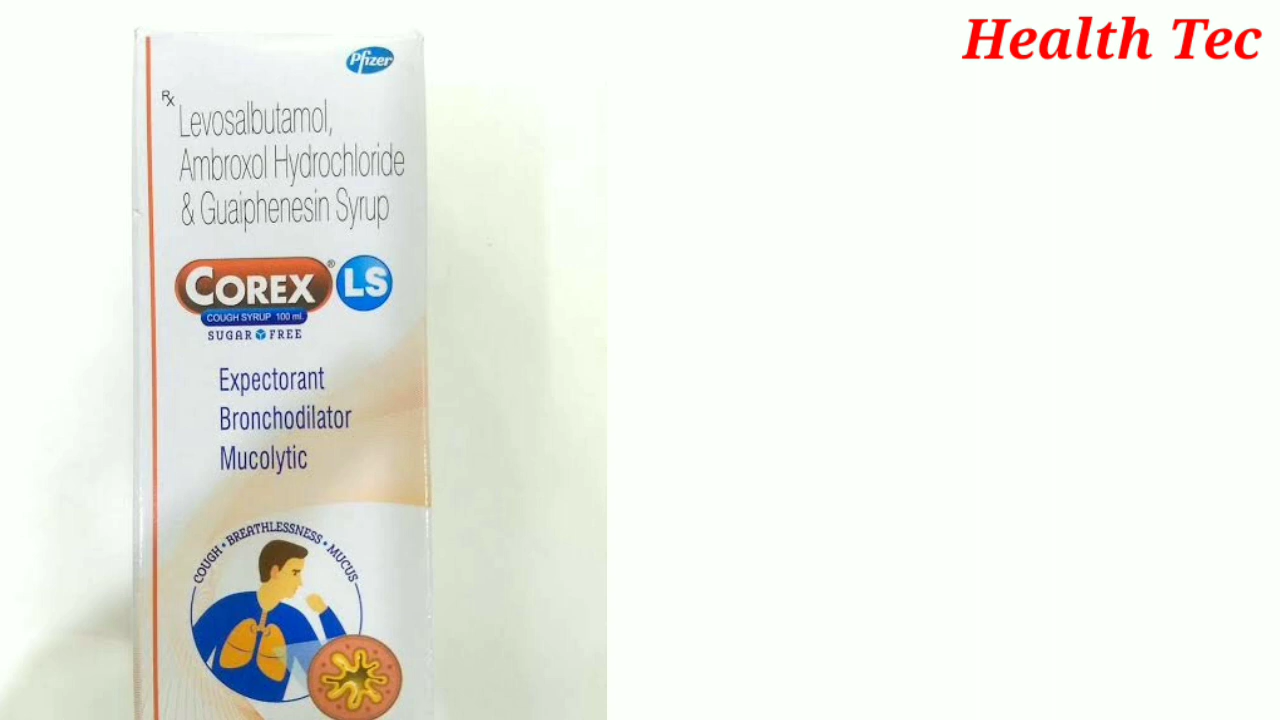 Health Tec
Pfizer
Rx
Levosalbutamol,
Ambroxol Hydrochloride
& Guaiphenesin Syrup
COREX® LS
COUGH SYRUP 100 ml.
SUGAR FREE
Expectorant
Bronchodilator
Mucolytic
COUGH • BREATHLESSNESS • MUCUS